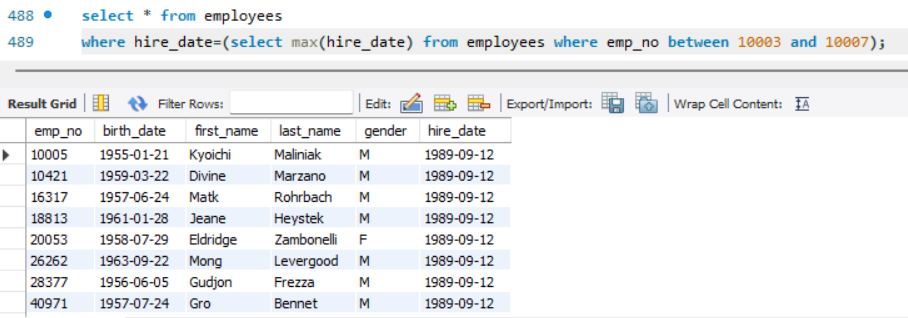 488 select * from employees
489 where hire_date=(select max(hire_date) from employees where emp_no between 10003 and 10007);
Result Grid Filter Rows: Edit: Export/Import: Wrap Cell Content: IA
emp_no birth_date first_name last_name gender hire_date
10005 1955-01-21 Kyoichi Maliniak M 1989-09-12
10421 1959-03-22 Divine Marzano M 1989-09-12
16317 1957-06-24 Matk Rohrbach M 1989-09-12
18813 1961-01-28 Jeane Heystek M 1989-09-12
20053 1958-07-29 Eldridge Zambonelli F 1989-09-12
26262 1963-09-22 Mong Levergood M 1989-09-12
28377 1956-06-05 Gudjon Frezza M 1989-09-12
40971 1957-07-24 Gro Bennet M 1989-09-12